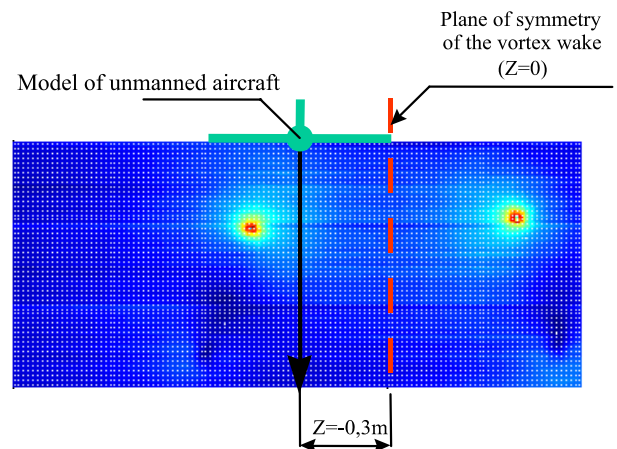 Plane of symmetry
of the vortex wake
(Z=0)
Model of unmanned aircraft
Z=-0,3m